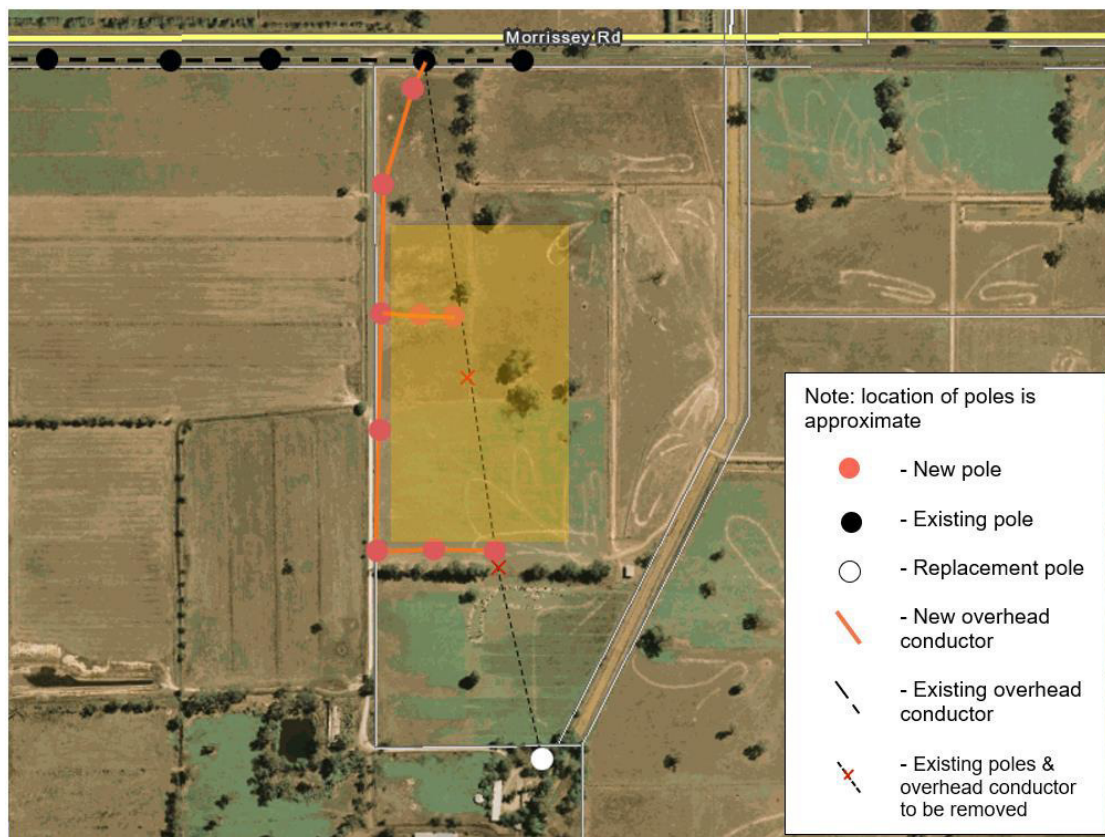 Morrissey Rd
Note: location of poles is
approximate
- New pole
- Existing pole
- Replacement pole
- New overhead
conductor
- Existing overhead
conductor
- Existing poles &
overhead conductor
to be removed